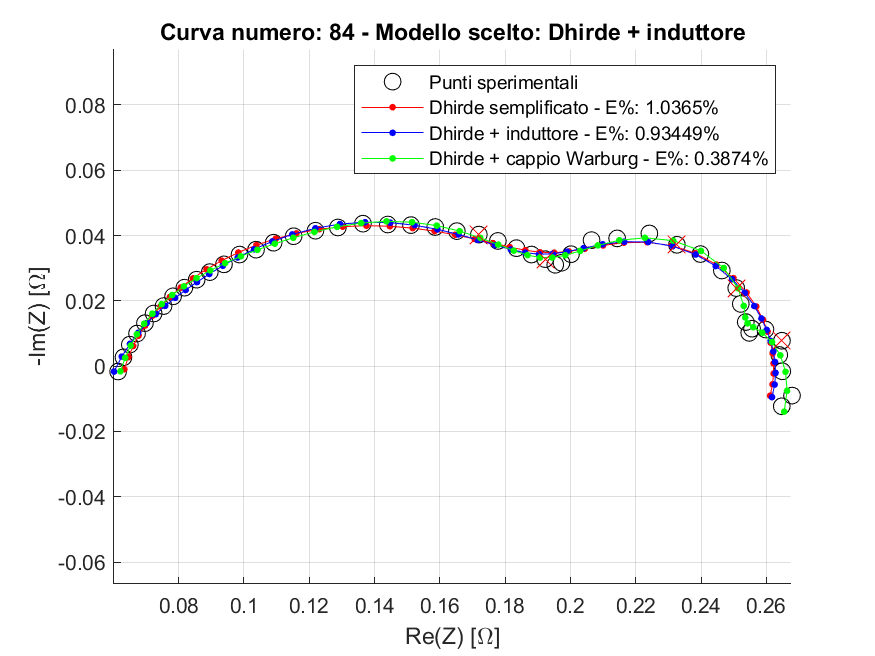 Curva numero: 84 - Modello scelto: Dhirde + induttore
Punti sperimentali
Dhirde semplificato - E%: 1.0365%
Dhirde + induttore - E%: 0.93449%
Dhirde + cappio Warburg - E%: 0.3874%
-Im(Z) [Ω]
0.08
0.06
0.04
0.02
0
-0.02
-0.04
-0.06
0.08 0.1 0.12 0.14 0.16 0.18 0.2 0.22 0.24 0.26
Re(Z) [Ω]